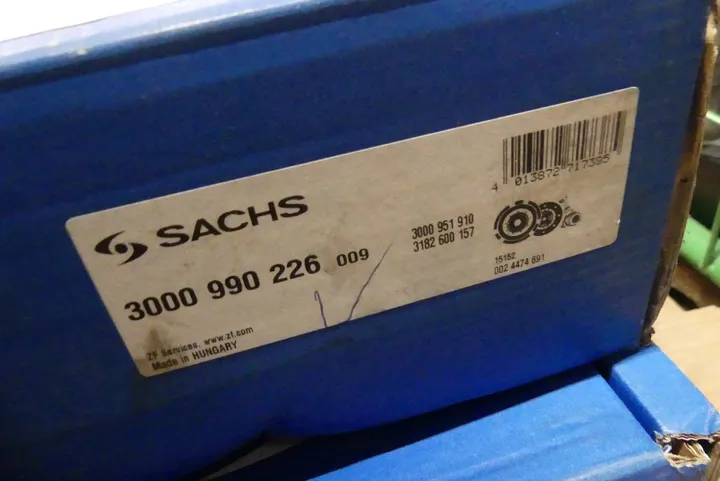 SACHS
3000 990 226 009
3000 951 910
3182 600 157
4 013872 717395
15152
002 4474 691
ZF Services, www.zf.com
Made in HUNGARY